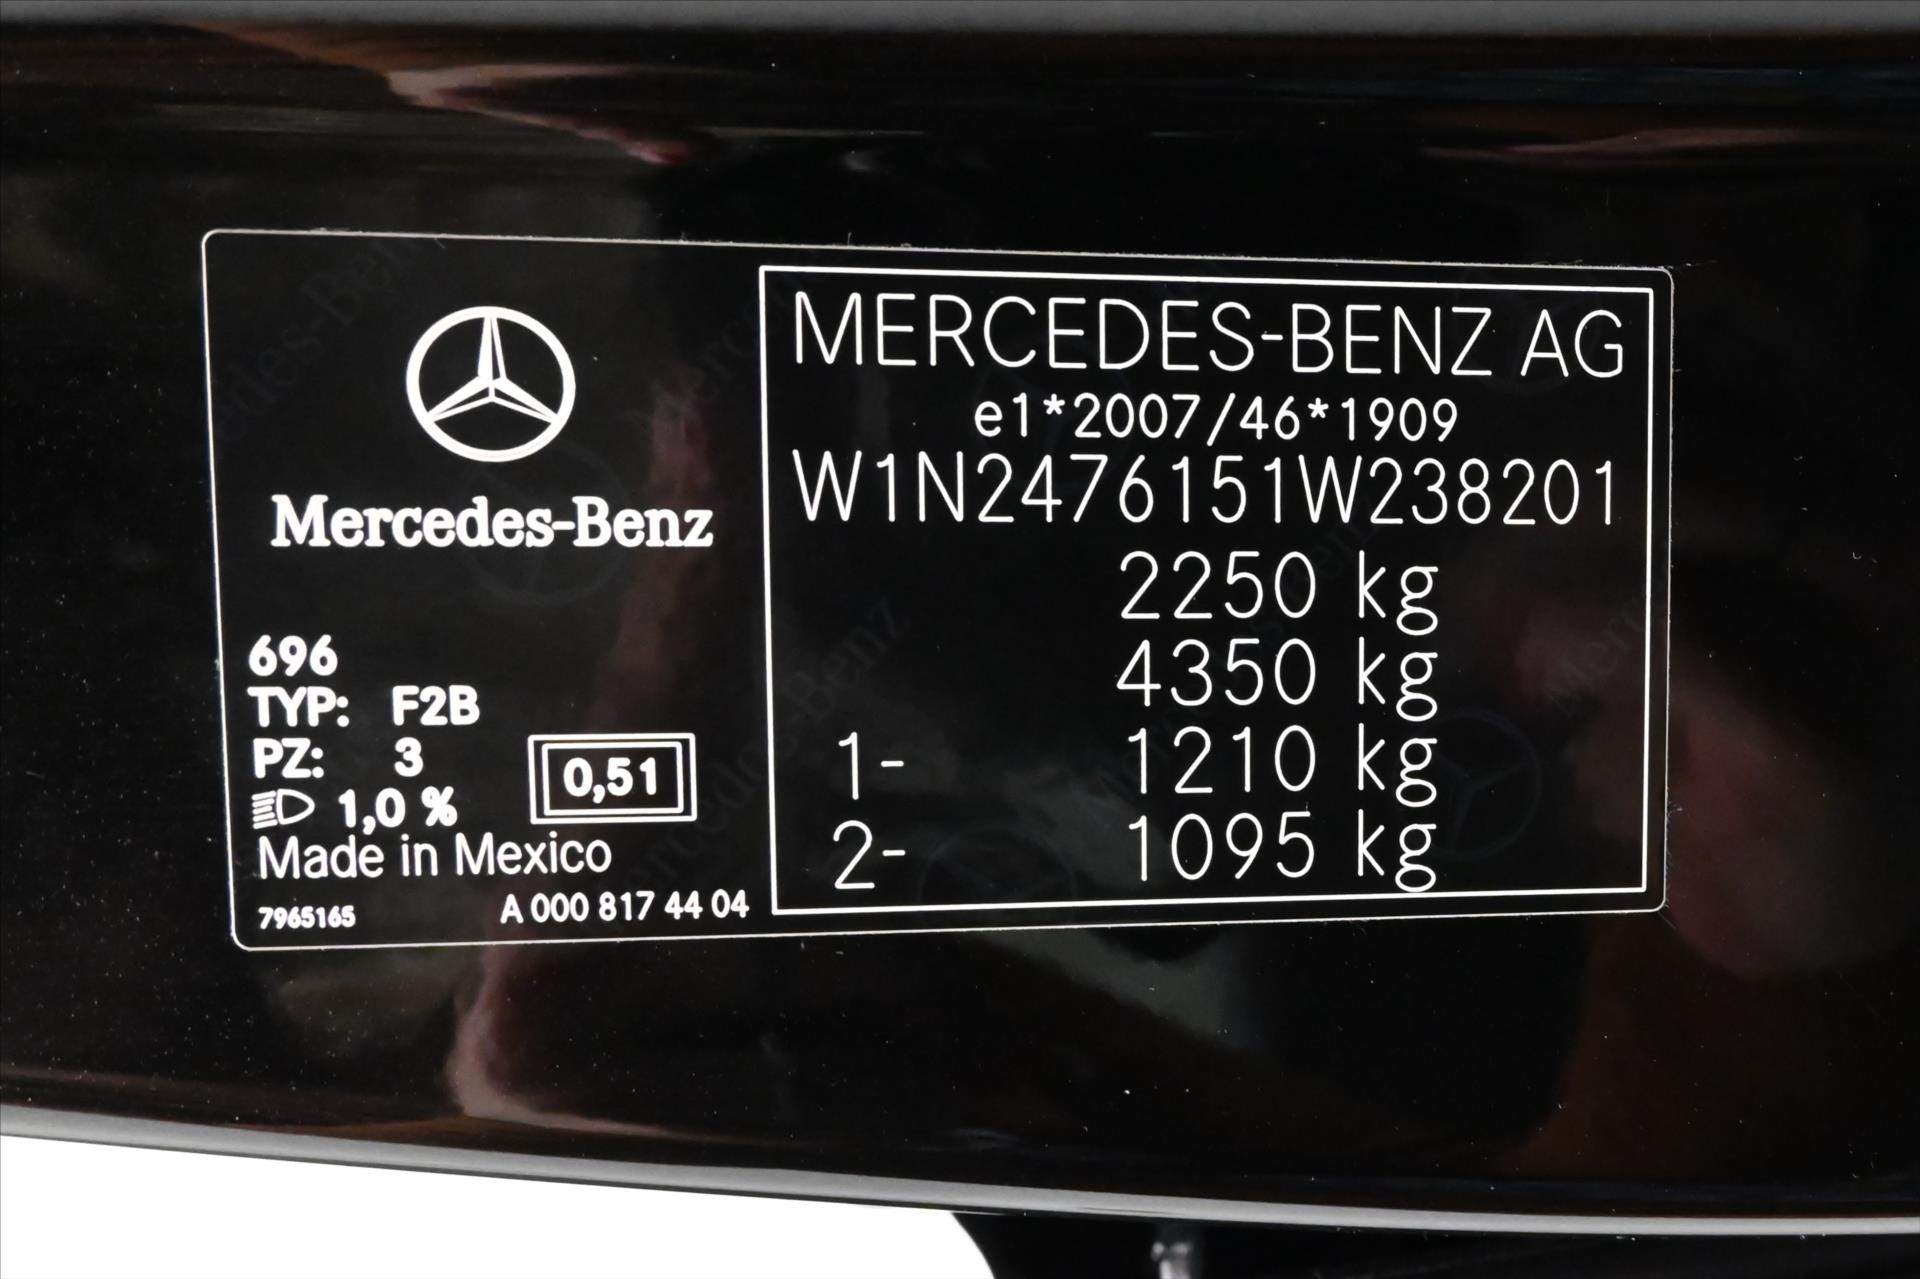 Mercedes-Benz
696
TYP: F2B
PZ: 3
1,0 %
0,51
Made in Mexico
7965165
A 000 817 44 04
MERCEDES-BENZ AG
e1*2007/46*1909
W1N2476151W238201
2250 kg
4350 kg
1- 1210 kg
2- 1095 kg